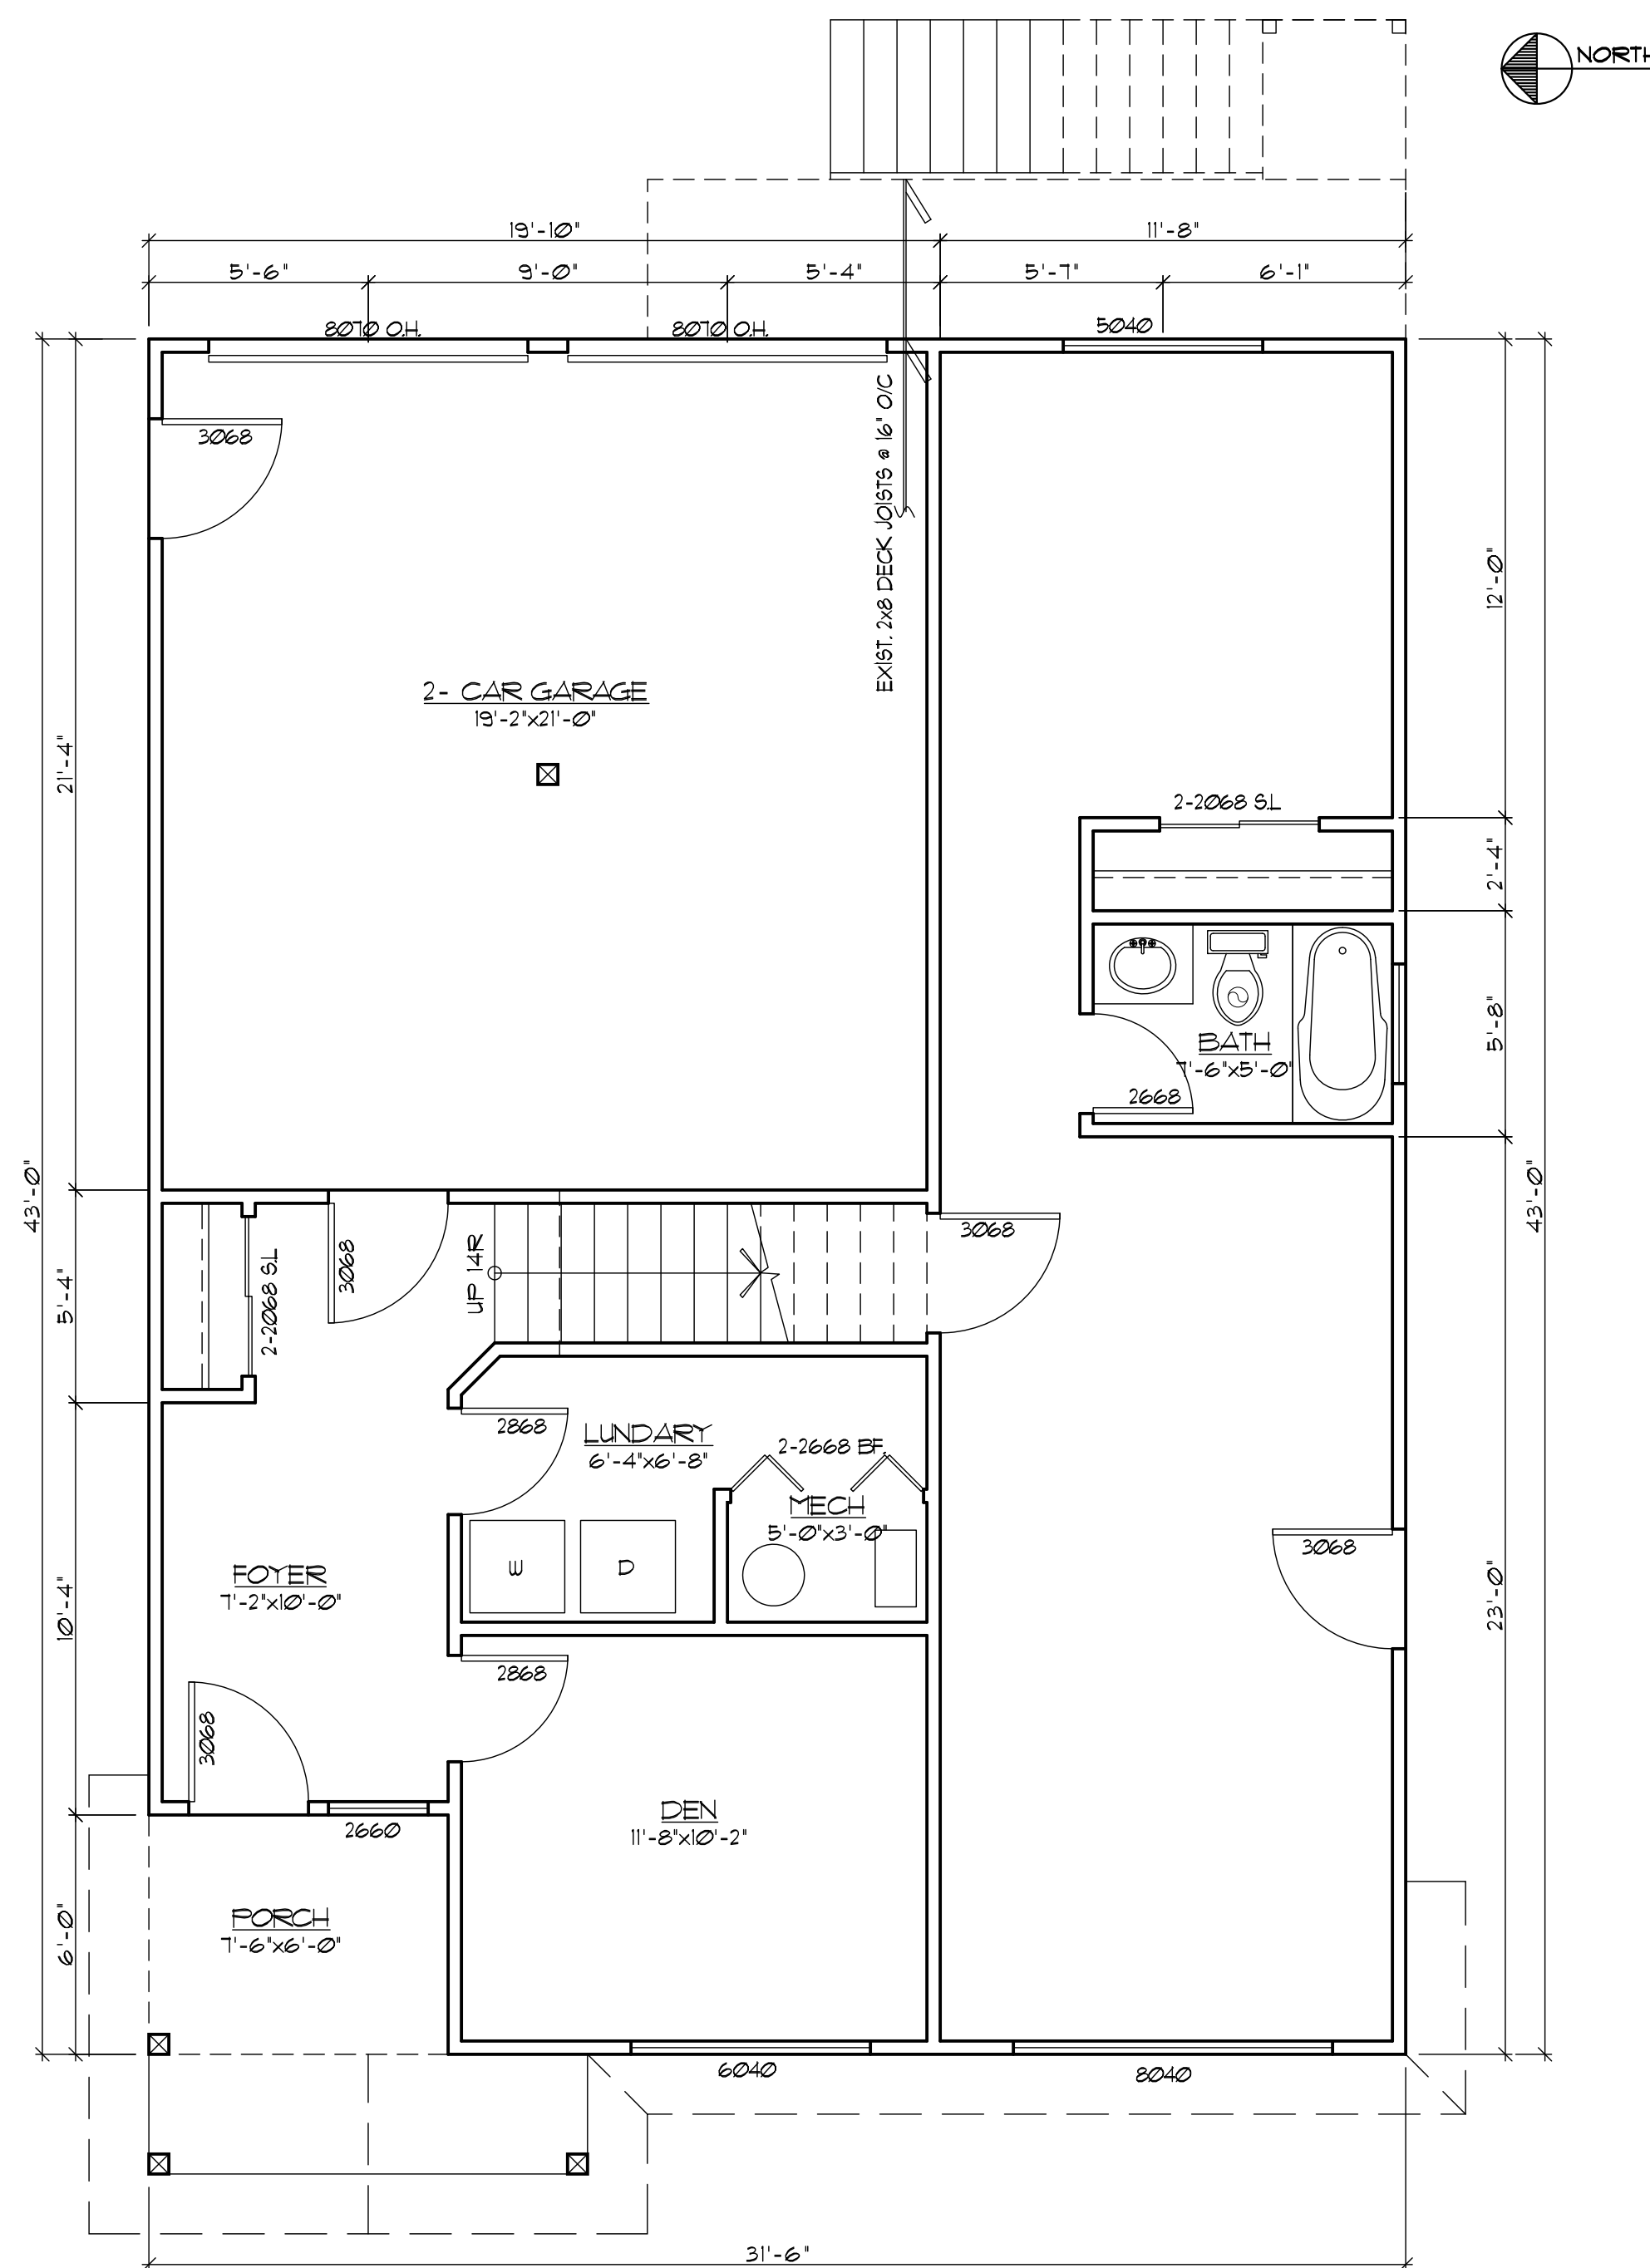 NORTH
19'-10"
11'-8"
5'-6"
9'-0"
5'-4"
5'-7"
6'-1"
8070 O.H.
8070 O.H.
5040
3068
EXIST. 2x8 DECK JOISTS @ 16" O/C
12'-0"
2- CAR GARAGE
19'-2"x21'-0"
21'-4"
2-2068 S.L
2'-4"
5'-8"
BATH
7'-6"x5'-0"
2668
43'-0"
43'-0"
3068
3068
UP 14R
2-2068 S.L
5'-4"
2868
LUNDARY
6'-4"x6'-8"
2-2668 BF.
MECH
5'-0"x3'-0"
3068
W
D
FOYER
7'-2"x10'-0"
10'-4"
23'-0"
2868
3068
DEN
11'-8"x10'-2"
2660
PORCH
7'-6"x6'-0"
6'-0"
6040
8040
31'-6"